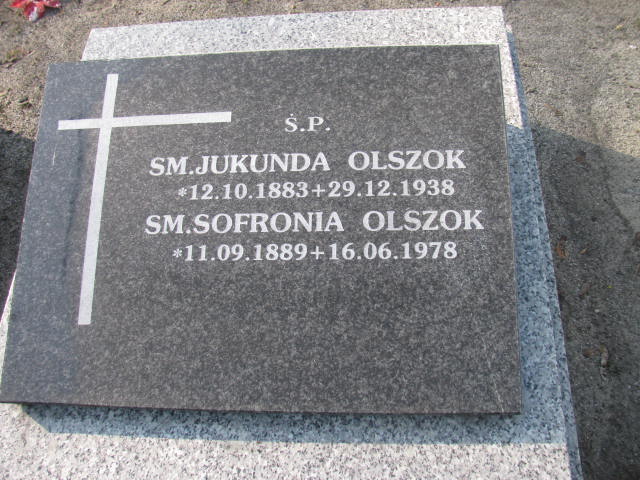 Ś.P.
SM.JUKUNDA OLSZOK
*12.10.1883+29.12.1938
SM.SOFRONIA OLSZOK
*11.09.1889+16.06.1978